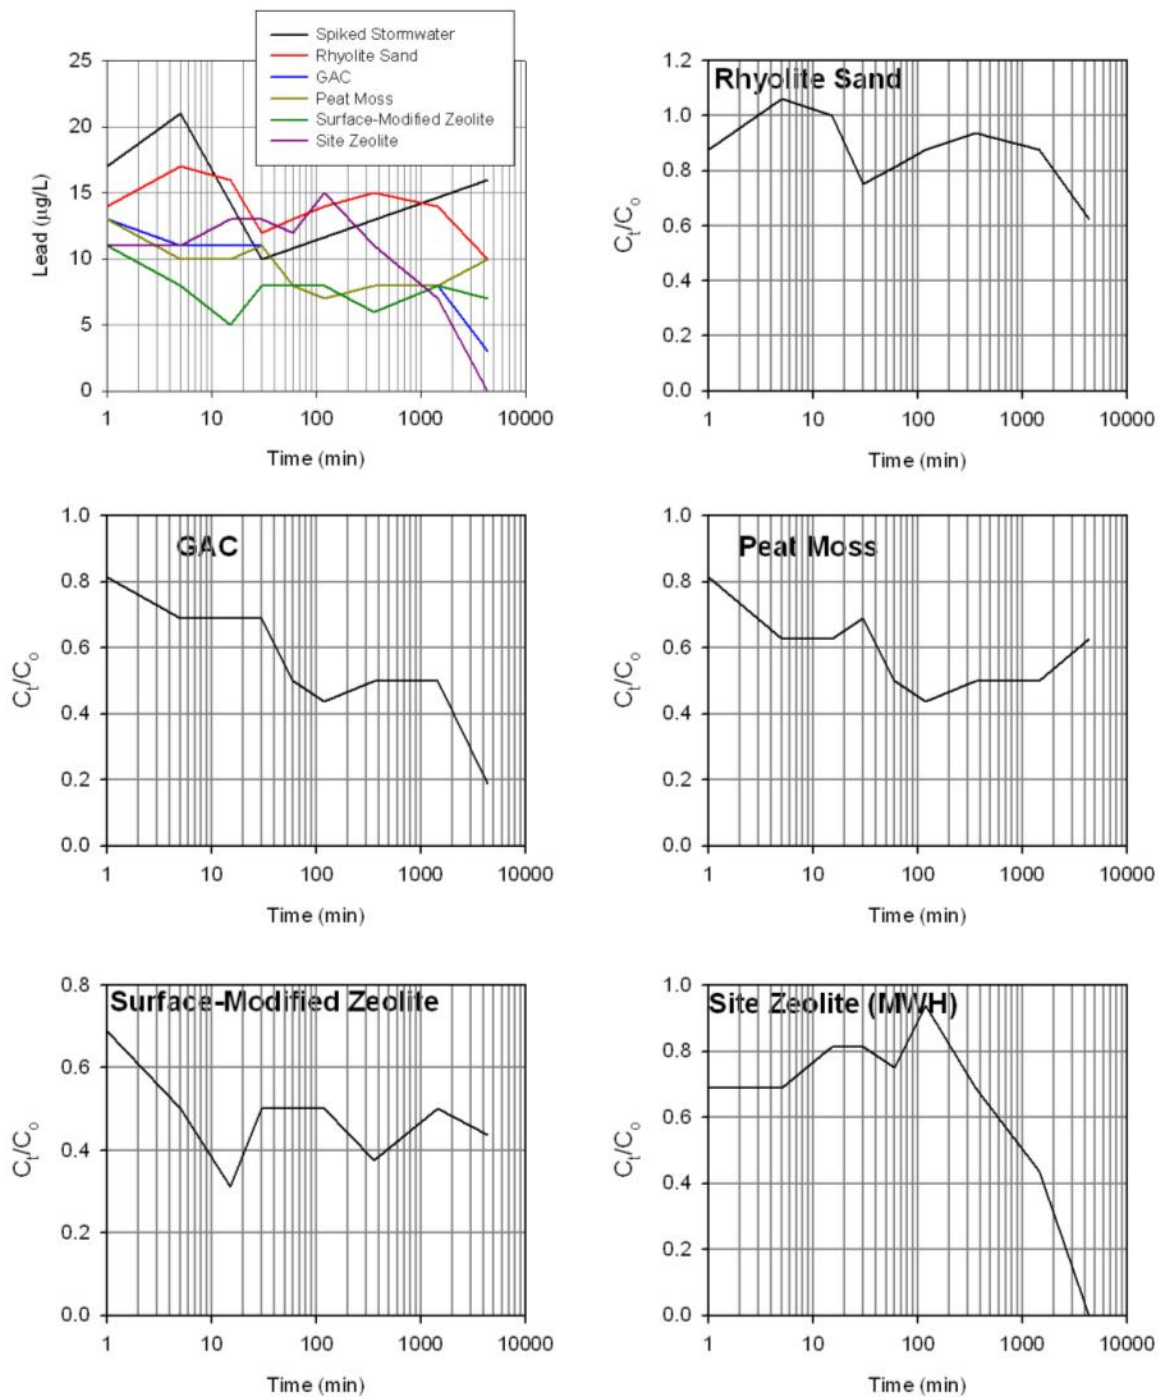 Spiked Stormwater
Rhyolite Sand
GAC
Peat Moss
Surface-Modified Zeolite
Site Zeolite
25
20
15
10
5
0
Lead (µg/L)
1 10 100 1000 10000
Time (min)
Rhyolite Sand
1.2
1.0
0.8
0.6
0.4
0.2
0.0
Ct/Co
1 10 100 1000 10000
Time (min)
GAC
1.0
0.8
0.6
0.4
0.2
0.0
Ct/Co
1 10 100 1000 10000
Time (min)
Peat Moss
1.0
0.8
0.6
0.4
0.2
0.0
Ct/Co
1 10 100 1000 10000
Time (min)
Surface-Modified Zeolite
0.8
0.6
0.4
0.2
0.0
Ct/Co
1 10 100 1000 10000
Time (min)
Site Zeolite (MWH)
1.0
0.8
0.6
0.4
0.2
0.0
Ct/Co
1 10 100 1000 10000
Time (min)